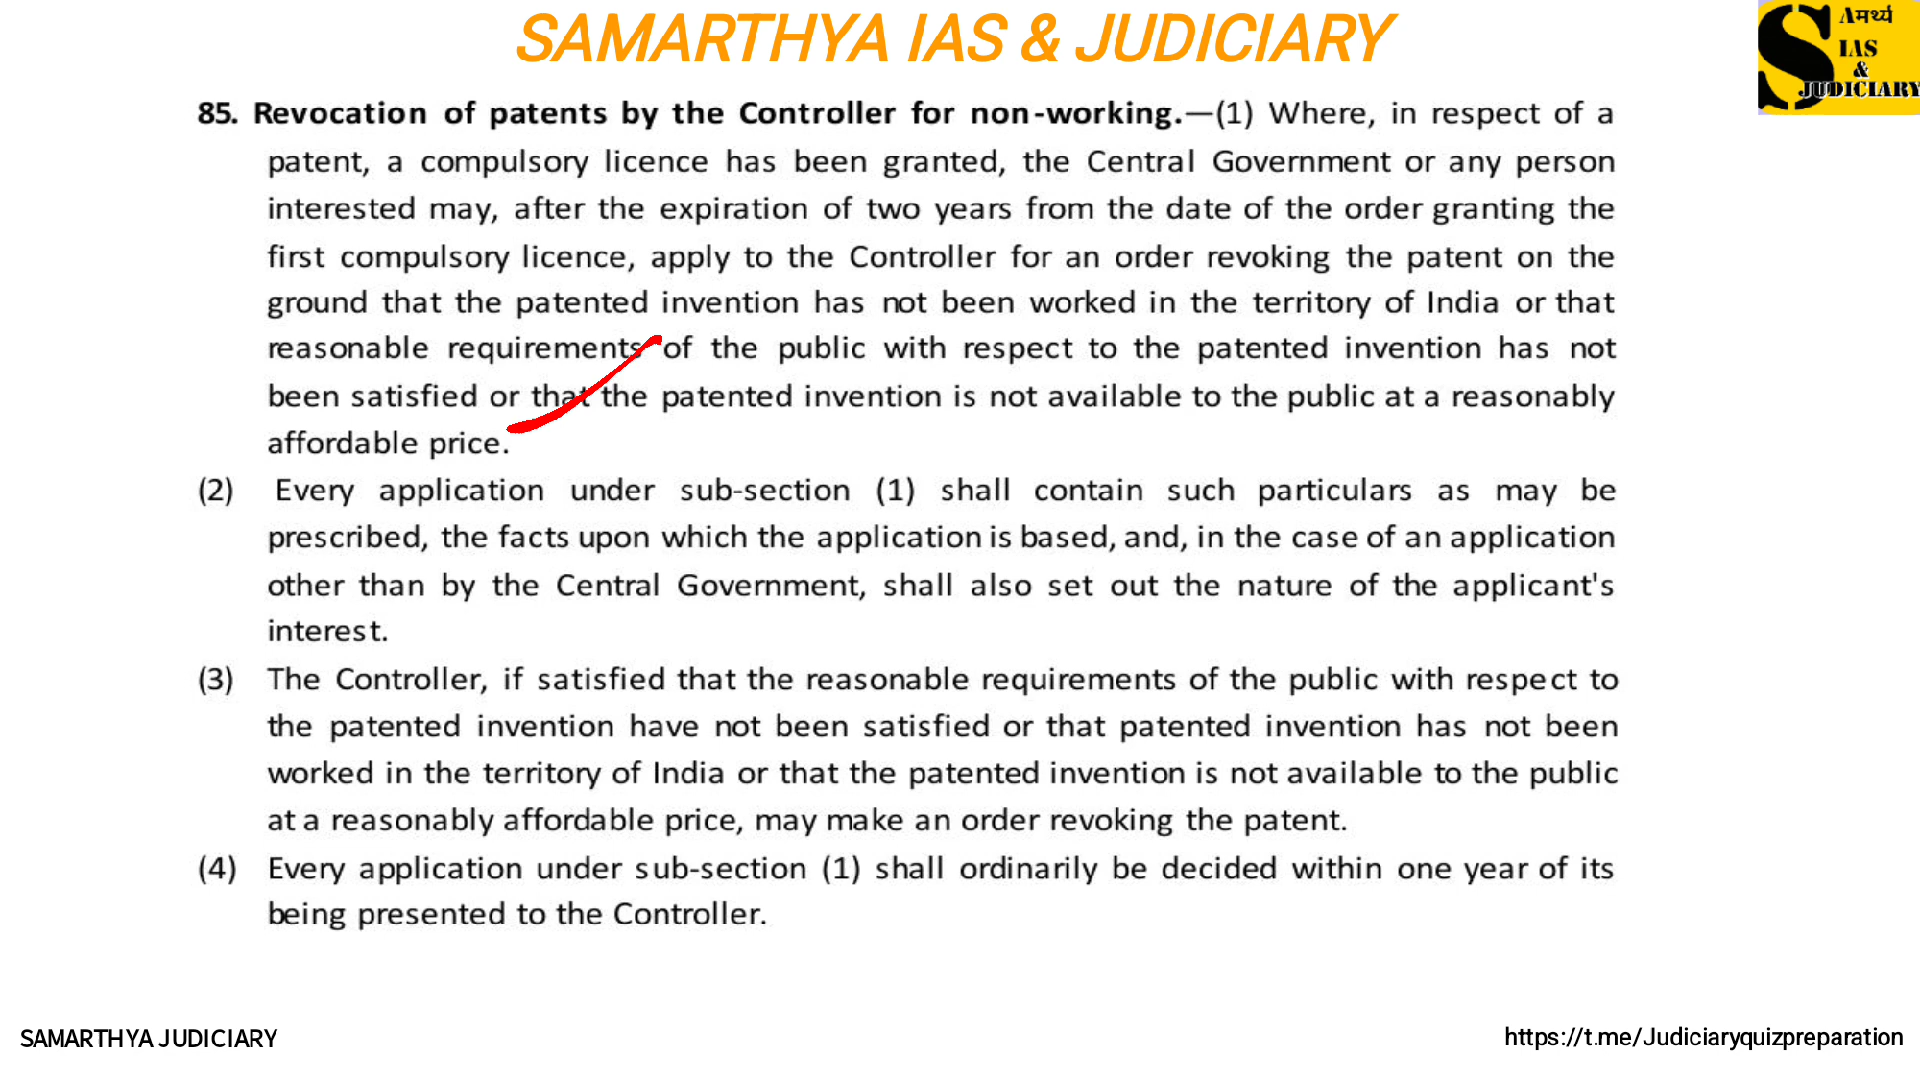 SAMARTHYA IAS & JUDICIARY
Aमर्थ्य
IAS
&
JUDICIARY
85. Revocation of patents by the Controller for non-working.—(1) Where, in respect of a
patent, a compulsory licence has been granted, the Central Government or any person
interested may, after the expiration of two years from the date of the order granting the
first compulsory licence, apply to the Controller for an order revoking the patent on the
ground that the patented invention has not been worked in the territory of India or that
reasonable requirements of the public with respect to the patented invention has not
been satisfied or that the patented invention is not available to the public at a reasonably
affordable price.
(2) Every application under sub-section (1) shall contain such particulars as may be
prescribed, the facts upon which the application is based, and, in the case of an application
other than by the Central Government, shall also set out the nature of the applicant's
interest.
(3) The Controller, if satisfied that the reasonable requirements of the public with respect to
the patented invention have not been satisfied or that patented invention has not been
worked in the territory of India or that the patented invention is not available to the public
at a reasonably affordable price, may make an order revoking the patent.
(4) Every application under sub-section (1) shall ordinarily be decided within one year of its
being presented to the Controller.
SAMARTHYA JUDICIARY
https://t.me/Judiciaryquizpreparation